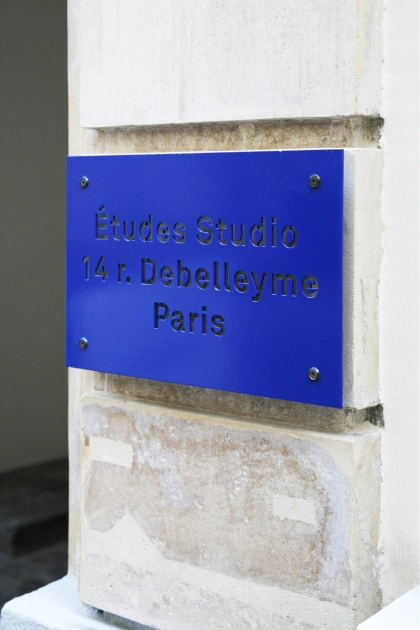 Études Studio
14 r. Debelleyme
Paris